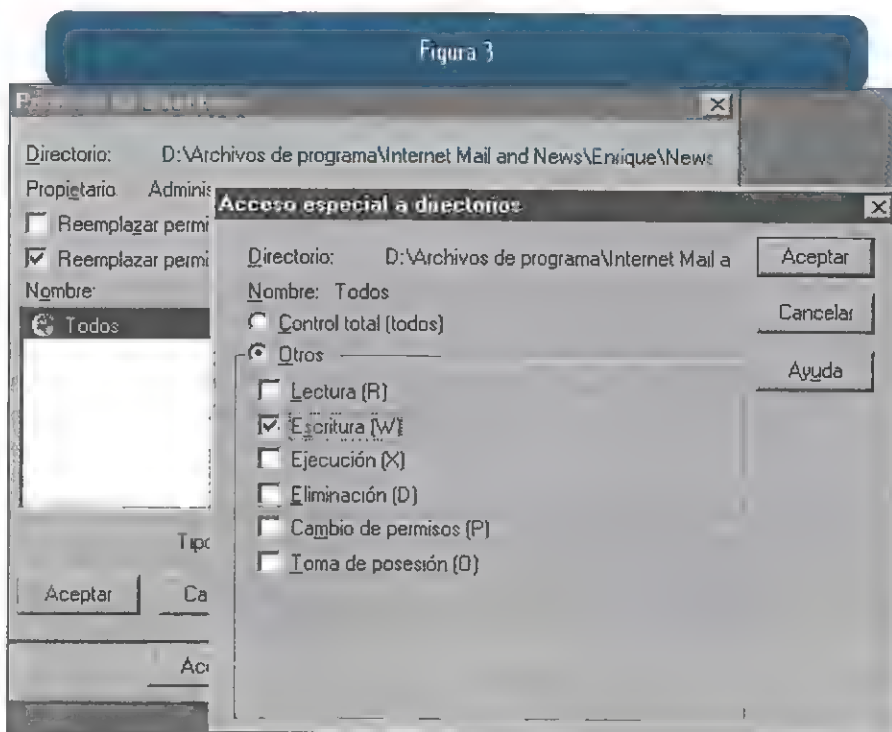 Figura 3
Directorio: D:\Archivos de programa\Internet Mail and News\Enrique\News
Propietario Adminis
Reemplazar permi
Reemplazar permi
Nombre:
Todos
Tipo
Aceptar Ca
Ace
Acceso especial a directorios
Directorio: D:\Archivos de programa\Internet Mail a
Nombre: Todos
Control total (todos)
Otros
Lectura (R)
Escritura (W)
Ejecución (X)
Eliminación (D)
Cambio de permisos (P)
Toma de posesión (O)
Aceptar
Cancelar
Ayuda